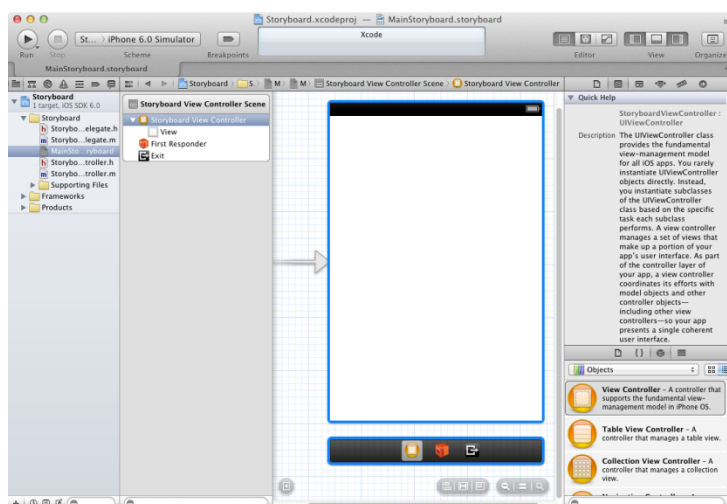 Storyboard.xcodeproj — MainStoryboard.storyboard
St... iPhone 6.0 Simulator
Xcode
Run Stop Scheme Breakpoints Editor View Organize
MainStoryboard.storyboard
Storyboard S. M M Storyboard View Controller Scene Storyboard View Controller
Storyboard
1 target, iOS SDK 6.0
Storyboard
h Storybo...elegate.h
m Storybo...legate.m
MainSto...ryboard
h Storybo...troller.h
m Storybo...troller.m
Supporting Files
Frameworks
Products
Storyboard View Controller Scene
Storyboard View Controller
View
First Responder
Exit
Quick Help
StoryboardViewController :
UIViewController
Description The UIViewController class
provides the fundamental
view-management model
for all iOS apps. You rarely
instantiate UIViewController
objects directly. Instead,
you instantiate subclasses
of the UIViewController
class based on the specific
task each subclass
performs. A view controller
manages a set of views that
make up a portion of your
app's user interface. As part
of the controller layer of
your app, a view controller
coordinates its efforts with
model objects and other
controller objects—
including other view
controllers—so your app
presents a single coherent
user interface.
Objects
View Controller – A controller that
supports the fundamental view-
management model in iPhone OS.
Table View Controller – A
controller that manages a table view.
Collection View Controller – A
controller that manages a collection
view.